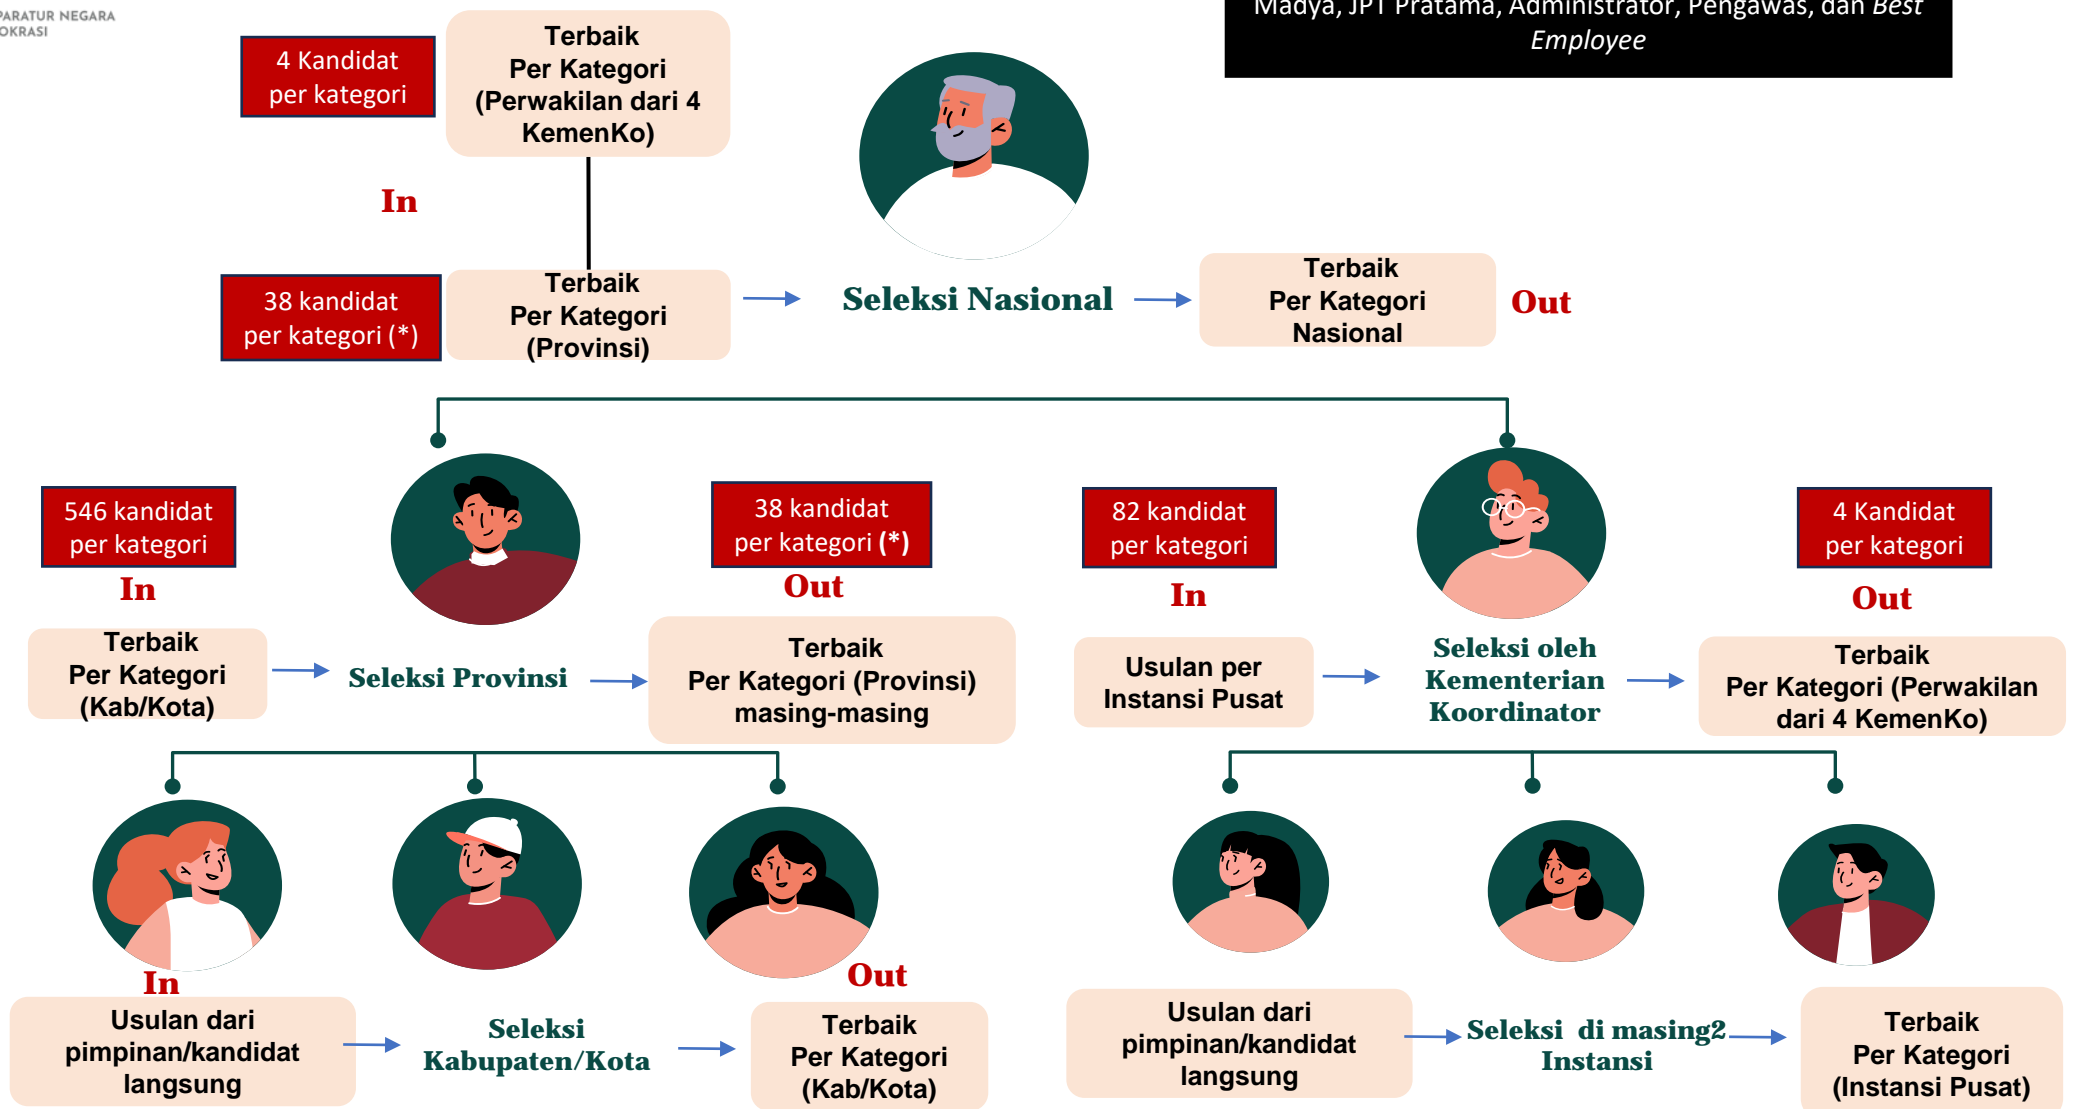 PARATUR NEGARA
OKRASI
Madya, JPT Pratama, Administrator, Pengawas, dan Best
Employee
4 Kandidat
per kategori
Terbaik
Per Kategori
(Perwakilan dari 4
KemenKo)
In
38 kandidat
per kategori (*)
Terbaik
Per Kategori
(Provinsi)
Seleksi Nasional
Terbaik
Per Kategori
Nasional
Out
546 kandidat
per kategori
In
Terbaik
Per Kategori
(Kab/Kota)
Seleksi Provinsi
38 kandidat
per kategori (*)
Out
Terbaik
Per Kategori (Provinsi)
masing-masing
82 kandidat
per kategori
In
Usulan per
Instansi Pusat
Seleksi oleh
Kementerian
Koordinator
4 Kandidat
per kategori
Out
Terbaik
Per Kategori (Perwakilan
dari 4 KemenKo)
In
Usulan dari
pimpinan/kandidat
langsung
Seleksi
Kabupaten/Kota
Out
Terbaik
Per Kategori
(Kab/Kota)
Usulan dari
pimpinan/kandidat
langsung
Seleksi di masing2
Instansi
Terbaik
Per Kategori
(Instansi Pusat)